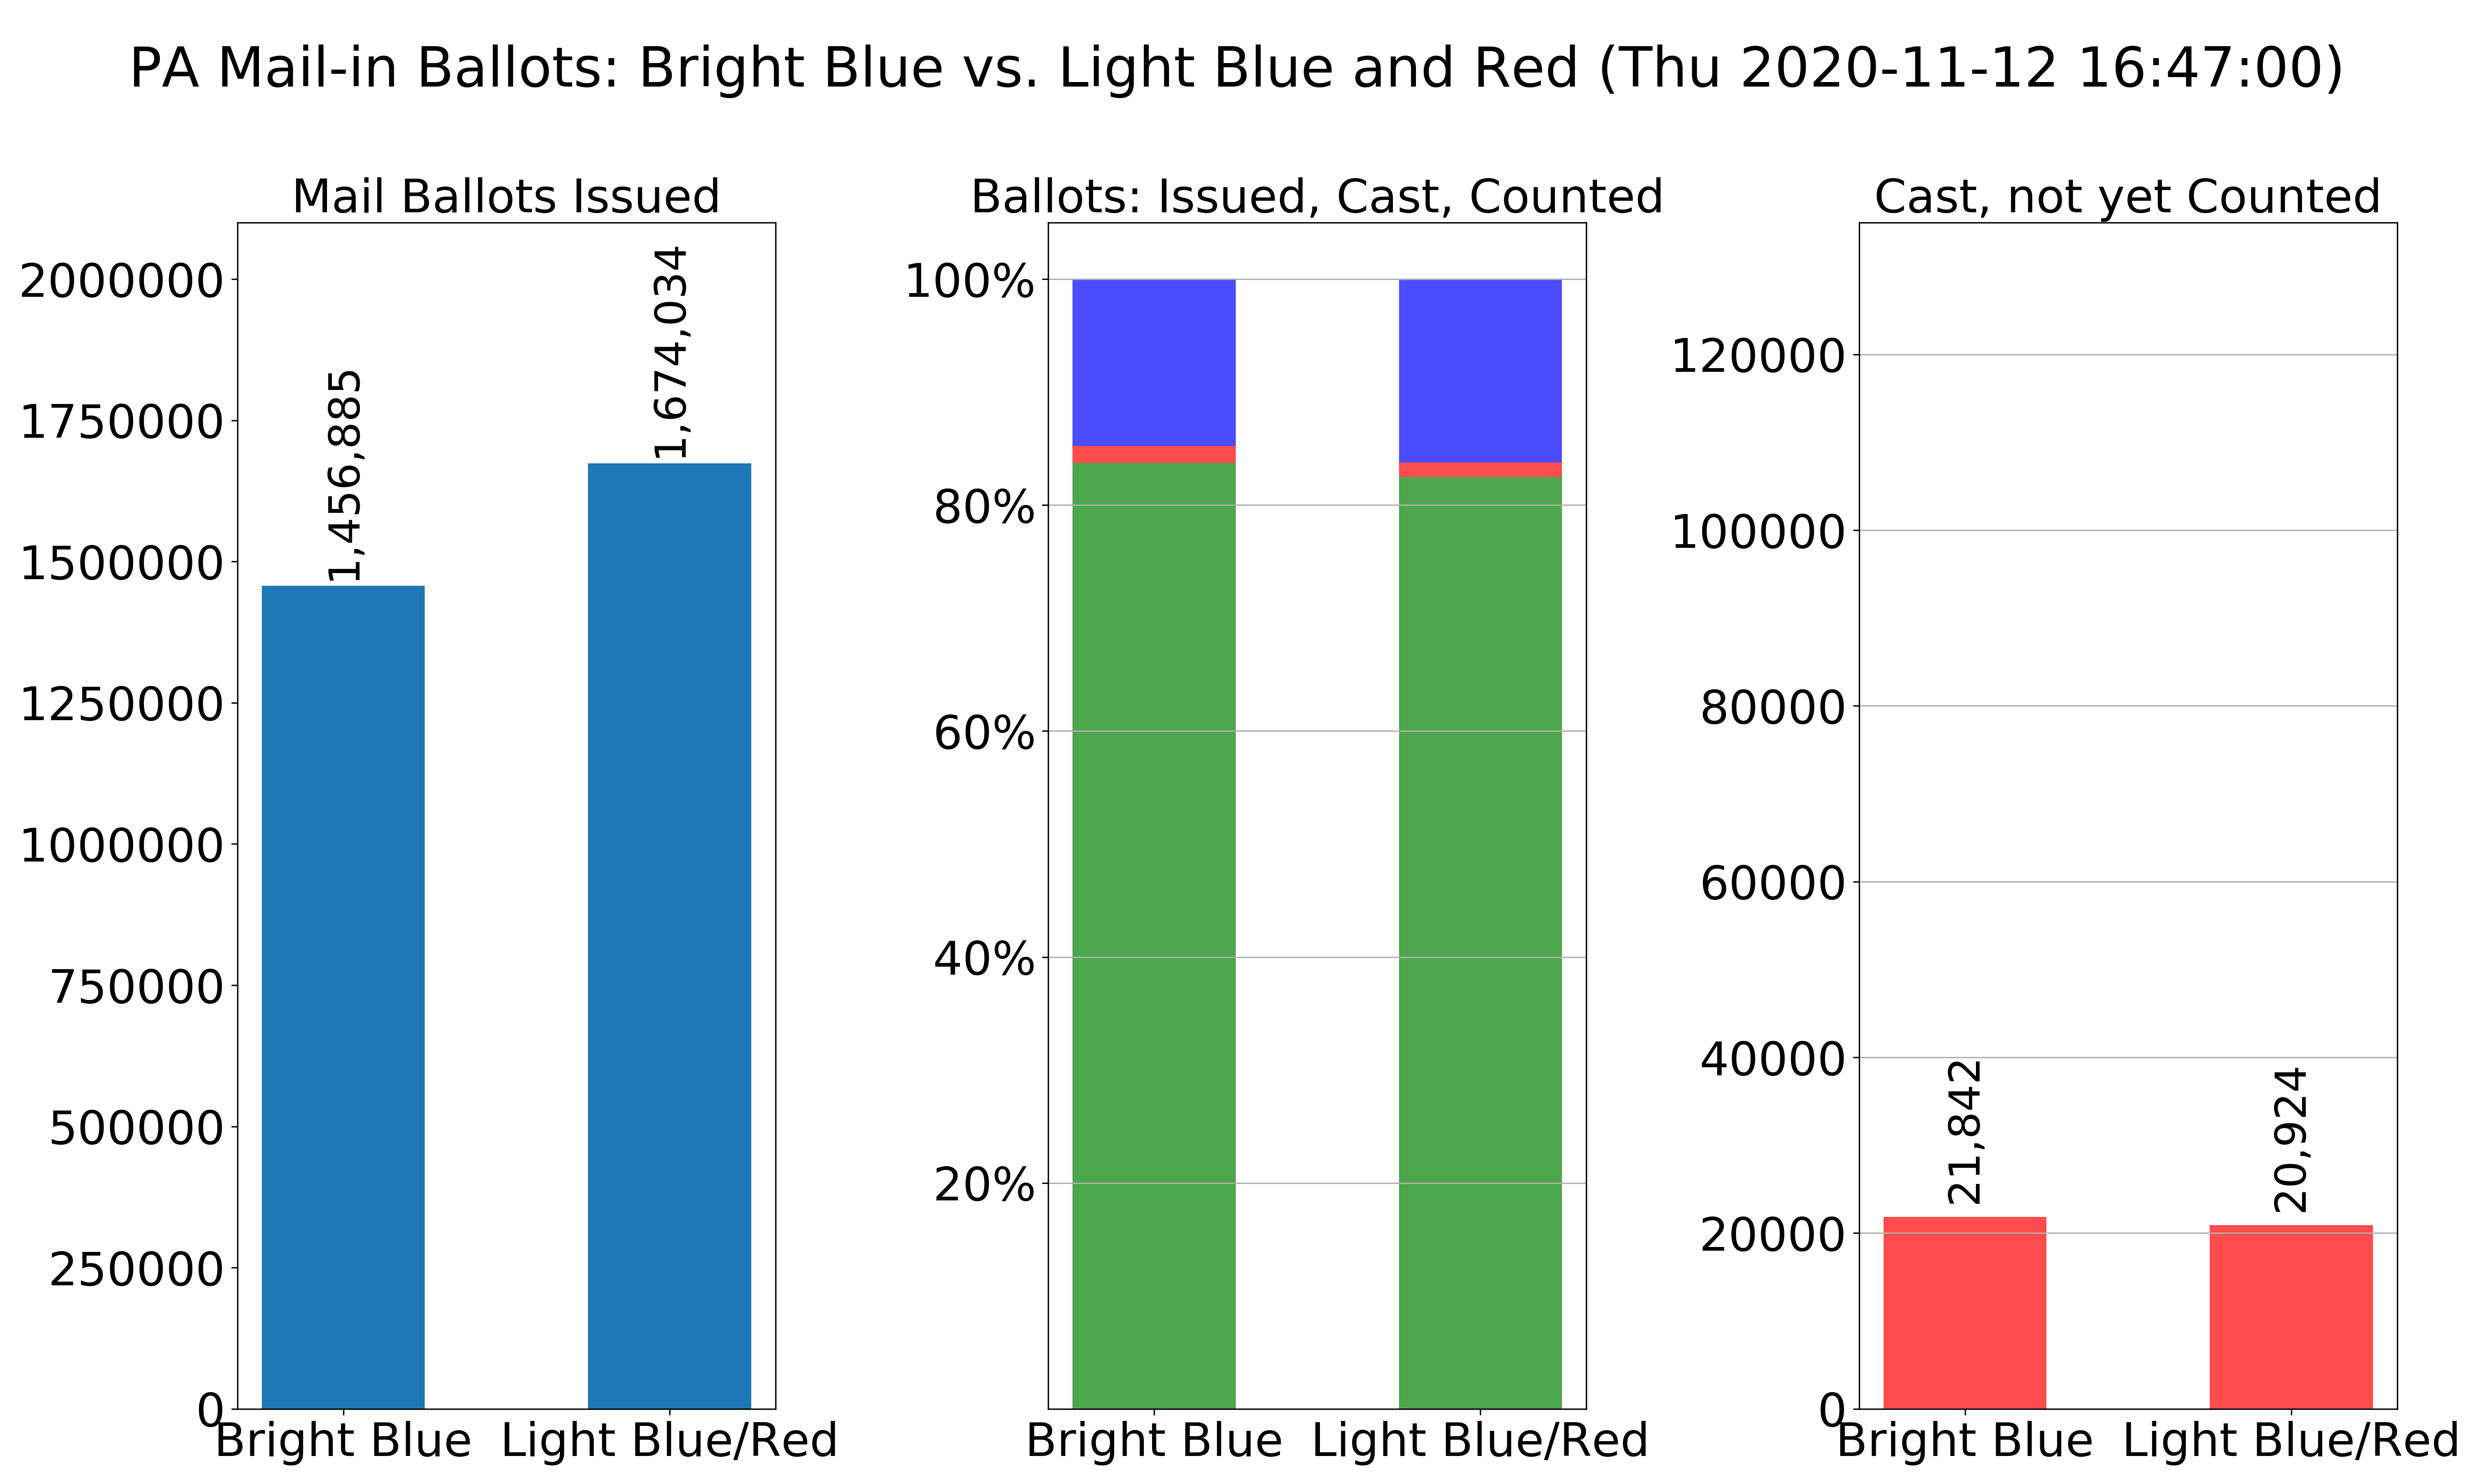 PA Mail-in Ballots: Bright Blue vs. Light Blue and Red (Thu 2020-11-12 16:47:00)
Mail Ballots Issued
2000000
1750000
1500000
1250000
1000000
750000
500000
250000
0
1,456,885
1,674,034
Bright Blue
Light Blue/Red
Ballots: Issued, Cast, Counted
100%
80%
60%
40%
20%
Bright Blue
Light Blue/Red
Cast, not yet Counted
120000
100000
80000
60000
40000
20000
0
21,842
20,924
Bright Blue
Light Blue/Red